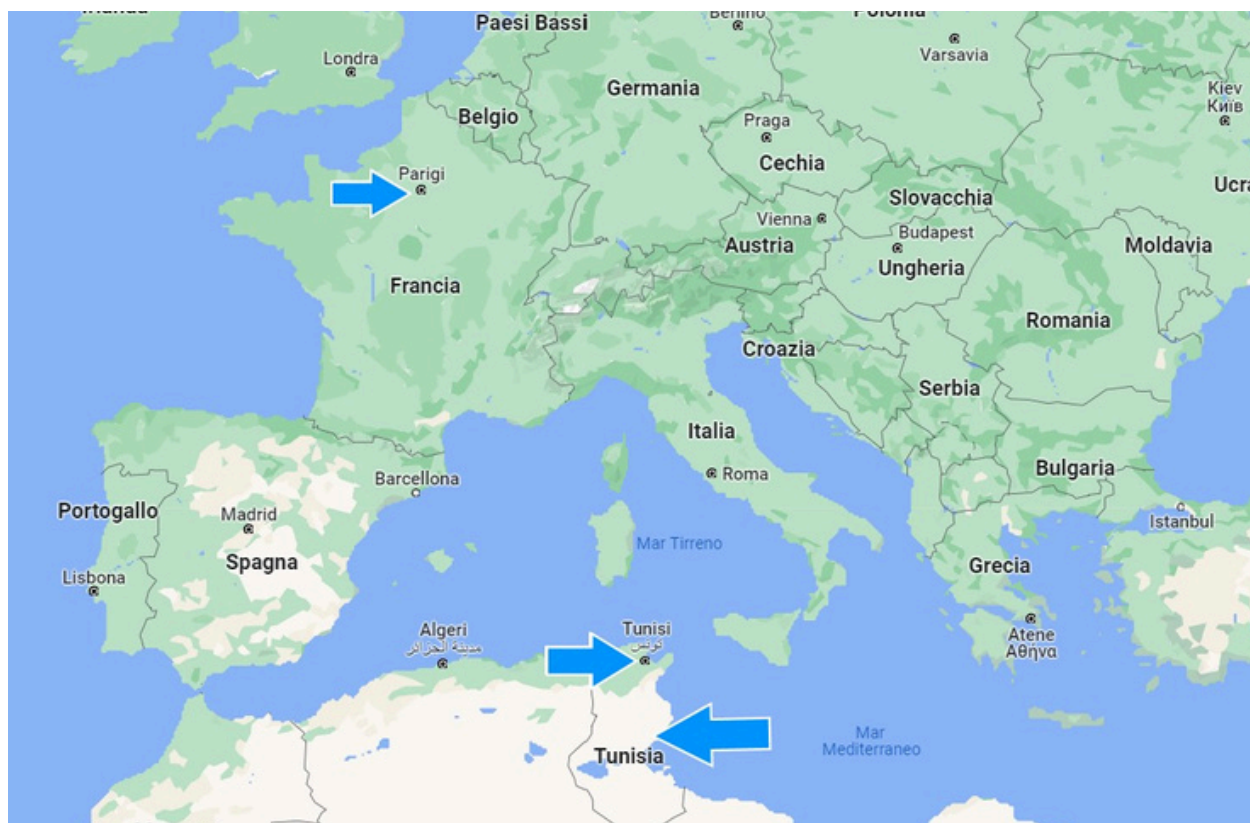 Paesi Bassi
Londra
Varsavia
Germania
Belgio
Kiev
Київ
Praga
Cechia
Parigi
Slovacchia
Vienna
Budapest
Austria
Ungheria
Moldavia
Francia
Romania
Croazia
Serbia
Italia
Bulgaria
Barcellona
Roma
Portogallo
Madrid
Istanbul
Mar Tirreno
Spagna
Grecia
Lisbona
Algeri
مدينة الجزائر
Tunisi
تونس
Atene
Αθήνα
Mar
Mediterraneo
Tunisia